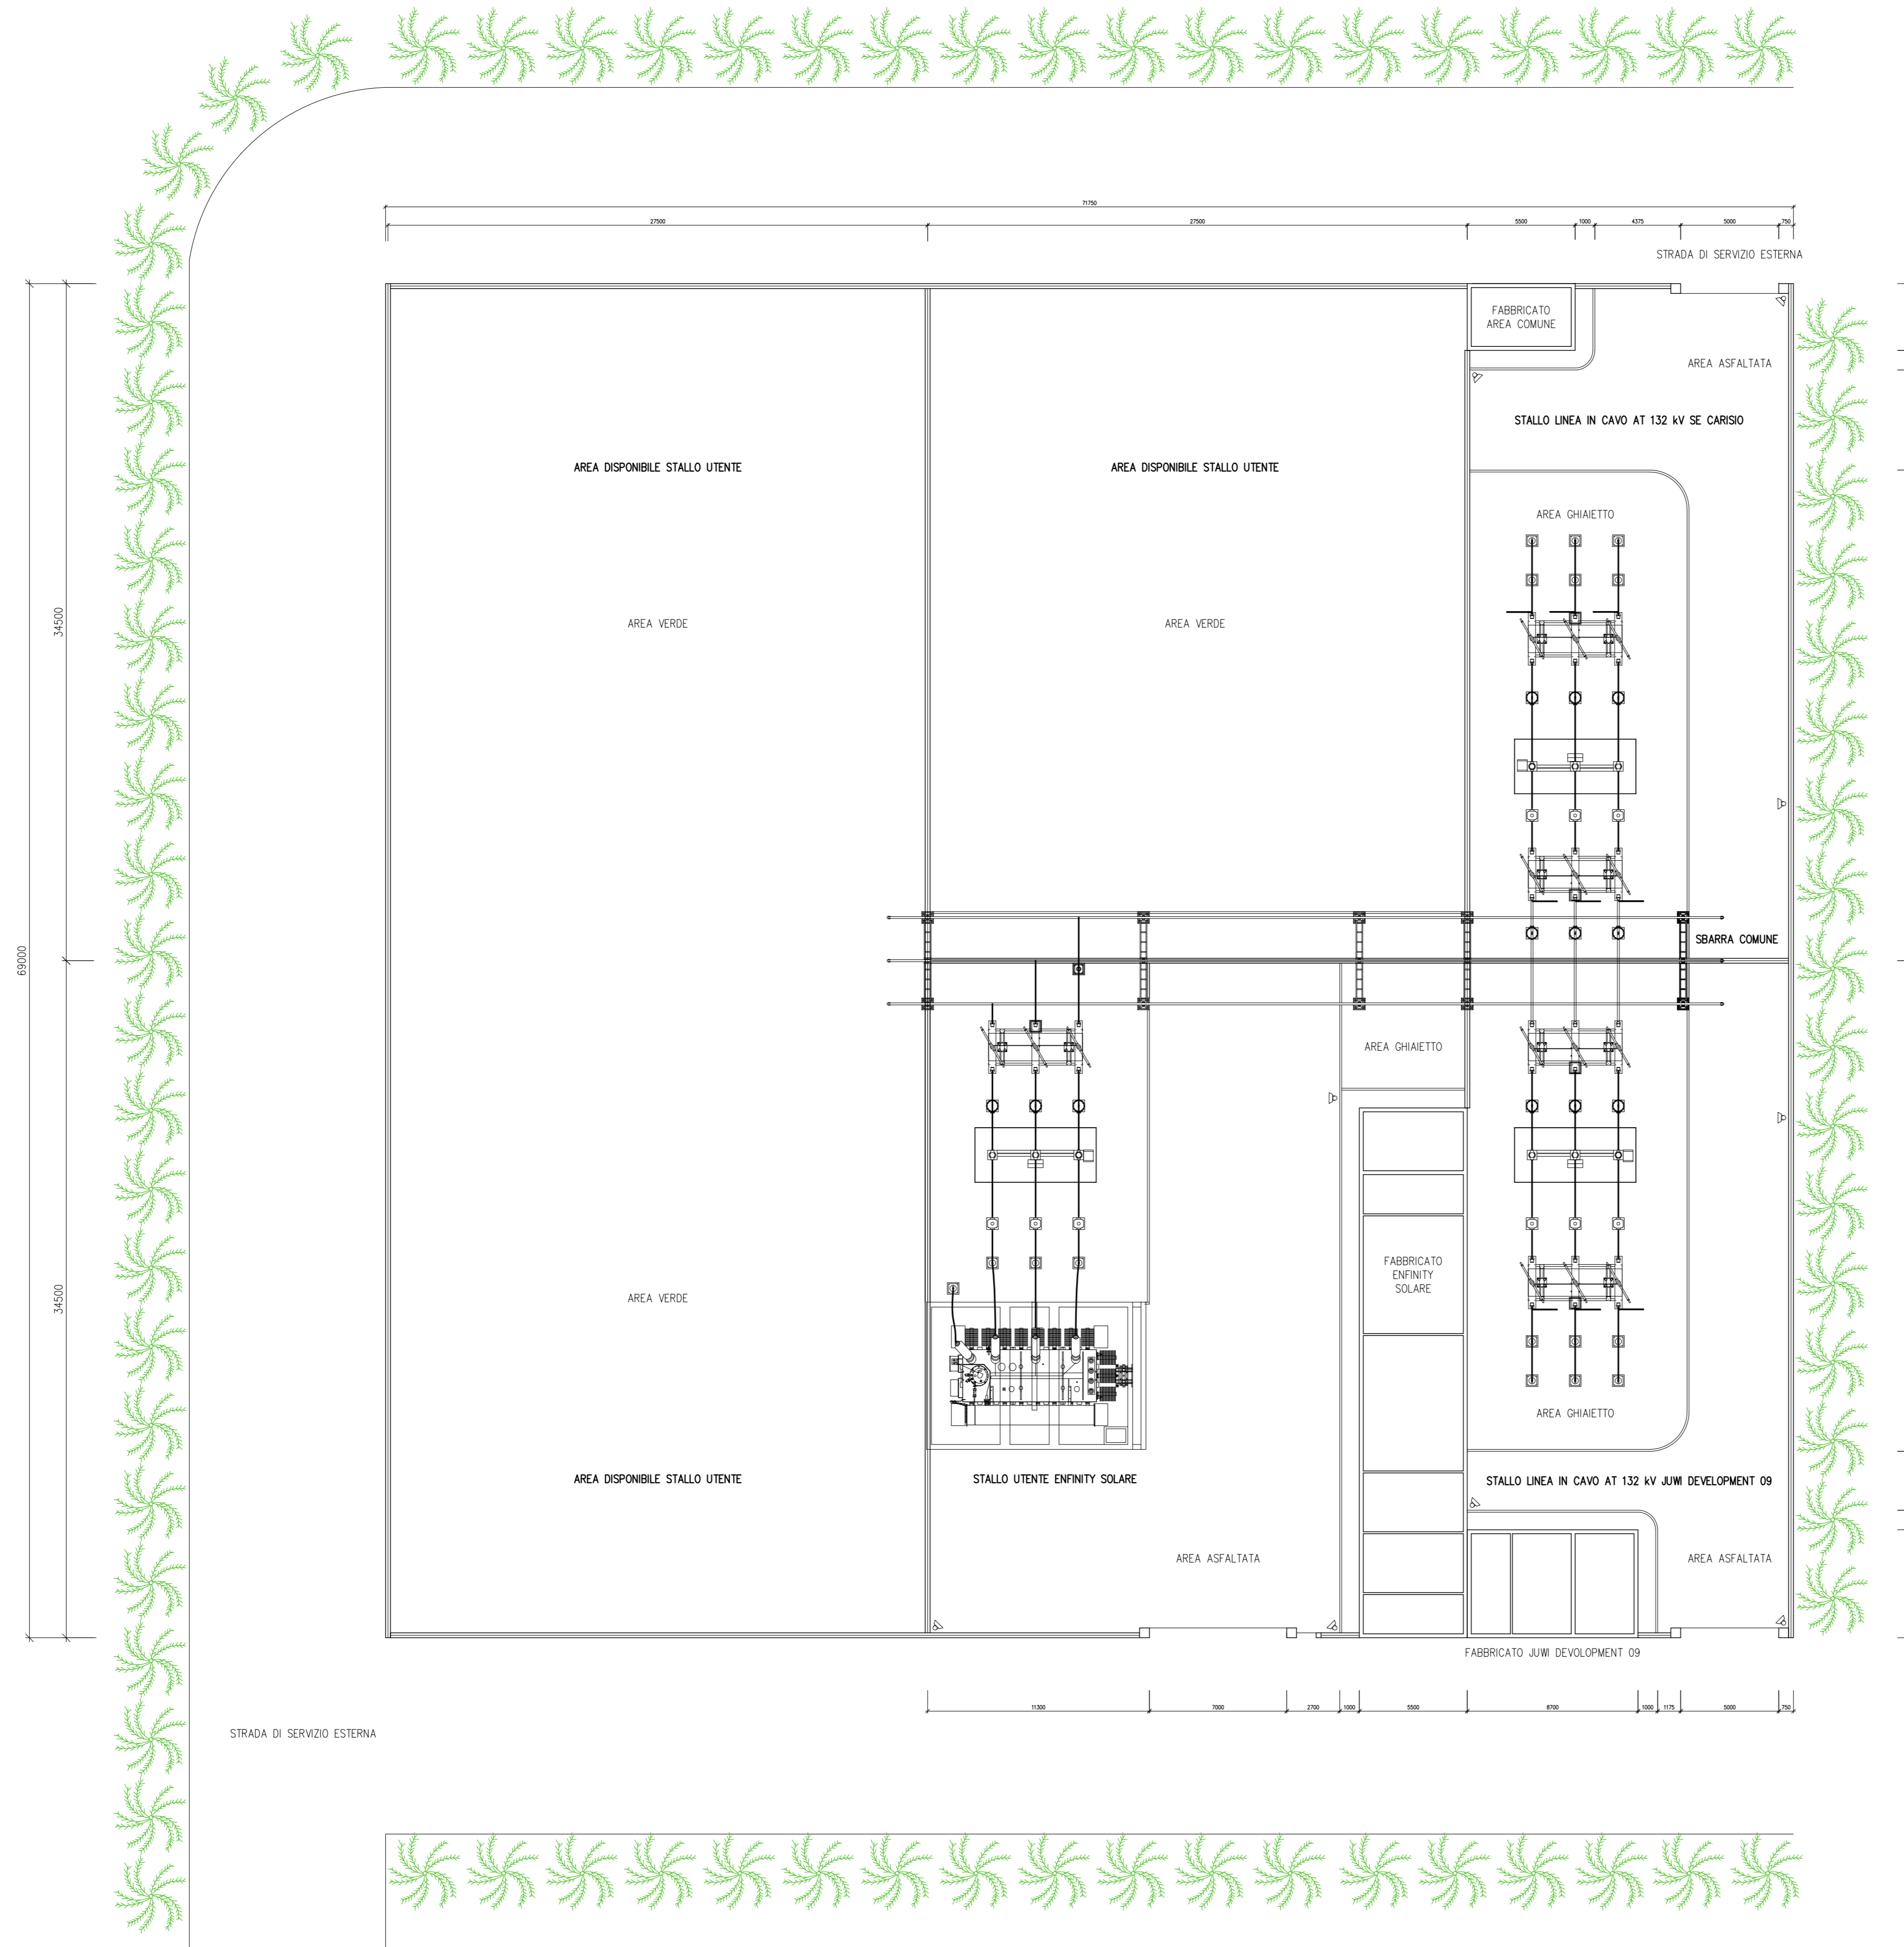 71750
27500
27500
5500
1000
4375
5000
750
STRADA DI SERVIZIO ESTERNA
FABBRICATO
AREA COMUNE
AREA ASFALTATA
STALLO LINEA IN CAVO AT 132 kV SE CARISIO
AREA DISPONIBILE STALLO UTENTE
AREA DISPONIBILE STALLO UTENTE
AREA GHIAIETTO
34500
AREA VERDE
AREA VERDE
SBARRA COMUNE
69000
AREA GHIAIETTO
FABBRICATO
ENFINITY
SOLARE
34500
AREA VERDE
AREA GHIAIETTO
AREA DISPONIBILE STALLO UTENTE
STALLO UTENTE ENFINITY SOLARE
STALLO LINEA IN CAVO AT 132 kV JUWI DEVELOPMENT 09
AREA ASFALTATA
AREA ASFALTATA
FABBRICATO JUWI DEVOLOPMENT 09
11300
7000
2700
1000
5500
8700
1000
1175
5000
750
STRADA DI SERVIZIO ESTERNA